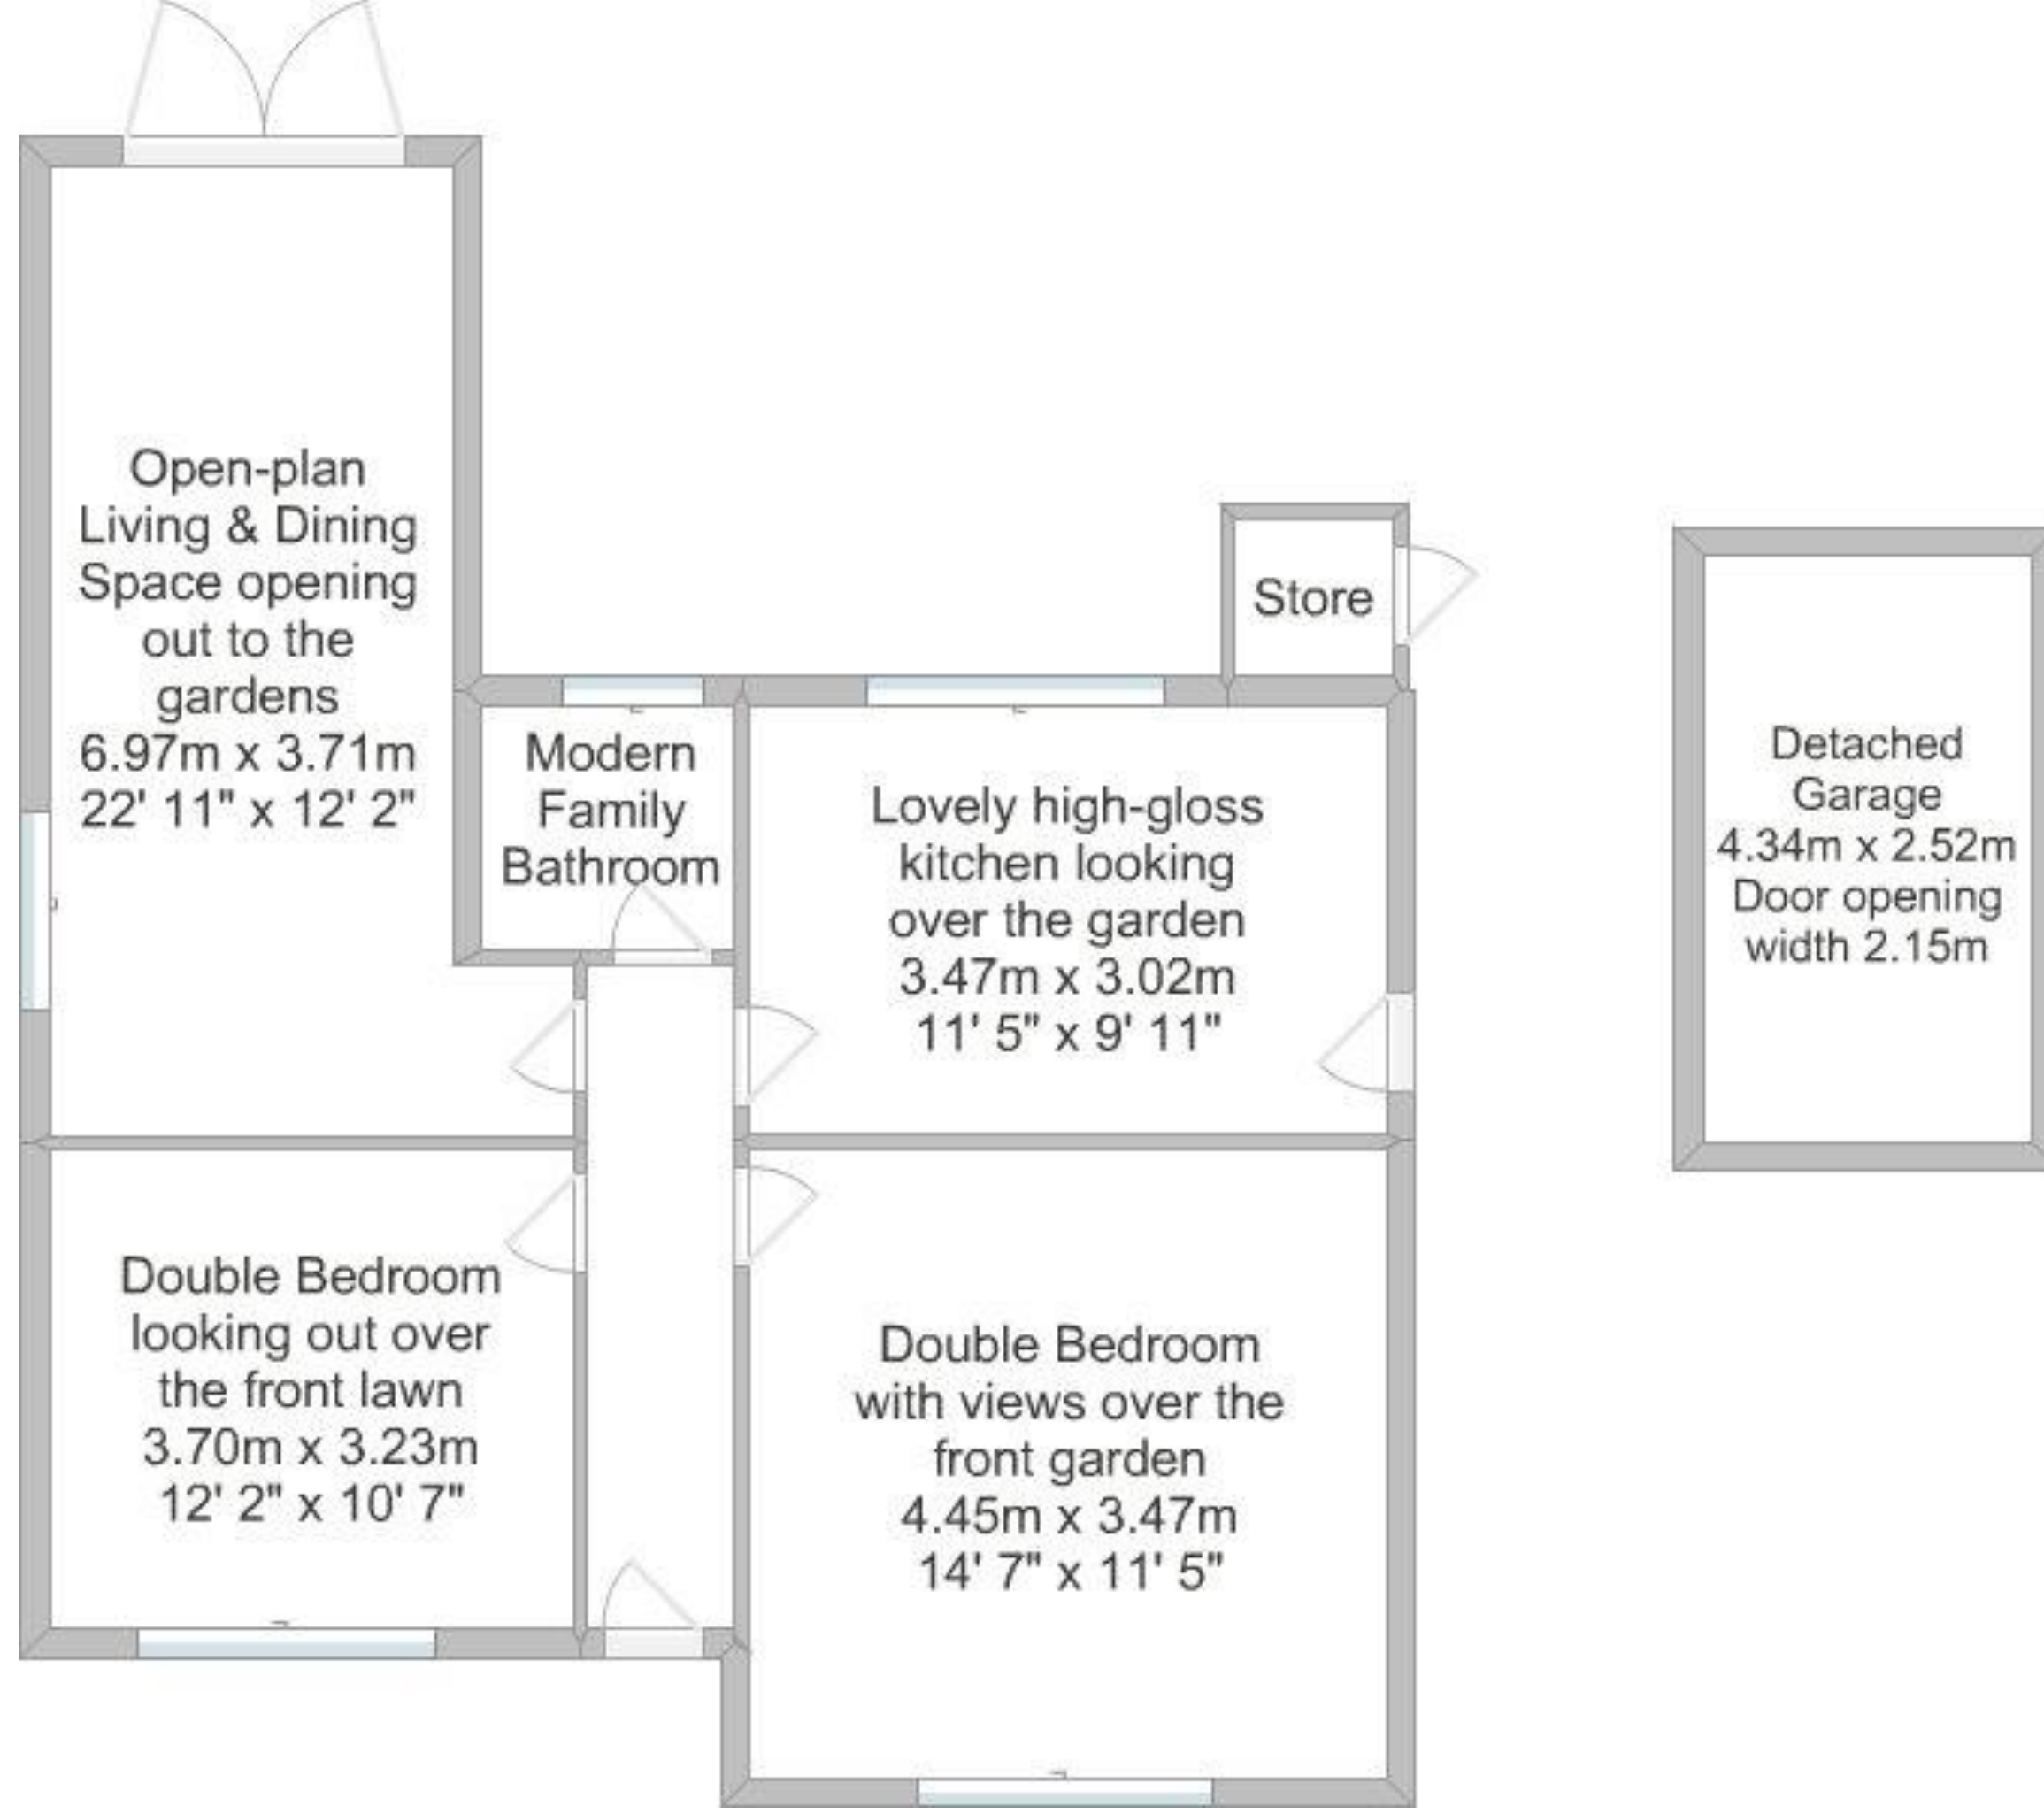 Open-plan
Living & Dining
Space opening
out to the
gardens
6.97m x 3.71m
22' 11" x 12' 2"
Modern
Family
Bathroom
Lovely high-gloss
kitchen looking
over the garden
3.47m x 3.02m
11' 5" x 9' 11"
Store
Detached
Garage
4.34m x 2.52m
Door opening
width 2.15m
Double Bedroom
looking out over
the front lawn
3.70m x 3.23m
12' 2" x 10' 7"
Double Bedroom
with views over the
front garden
4.45m x 3.47m
14' 7" x 11' 5"